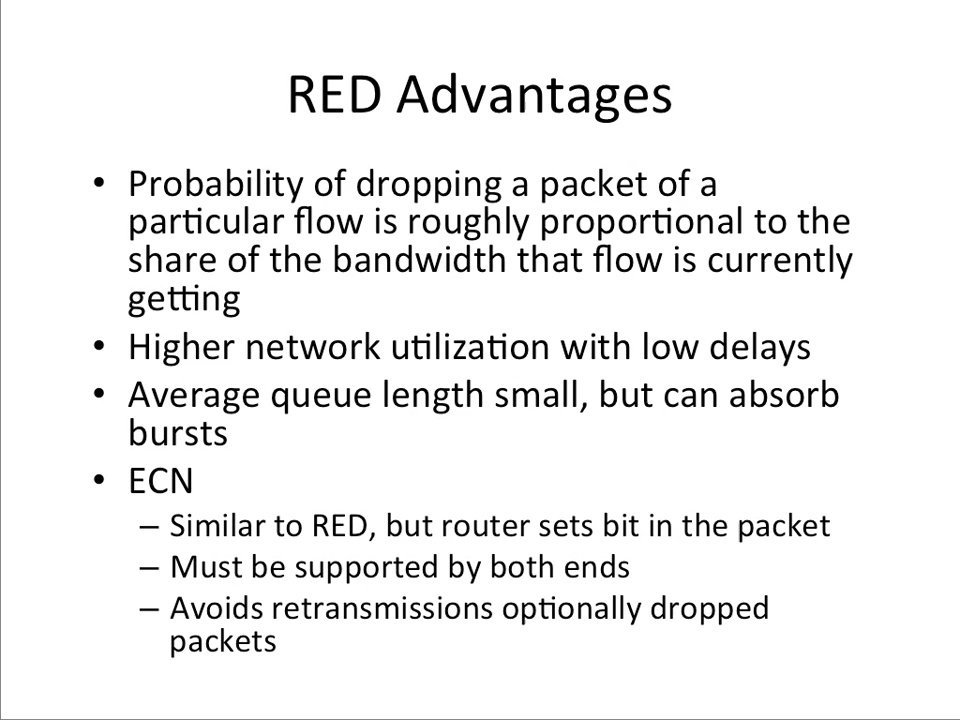 RED Advantages
• Probability of dropping a packet of a
particular flow is roughly proportional to the
share of the bandwidth that flow is currently
getting
• Higher network utilization with low delays
• Average queue length small, but can absorb
bursts
• ECN
– Similar to RED, but router sets bit in the packet
– Must be supported by both ends
– Avoids retransmissions optionally dropped
packets